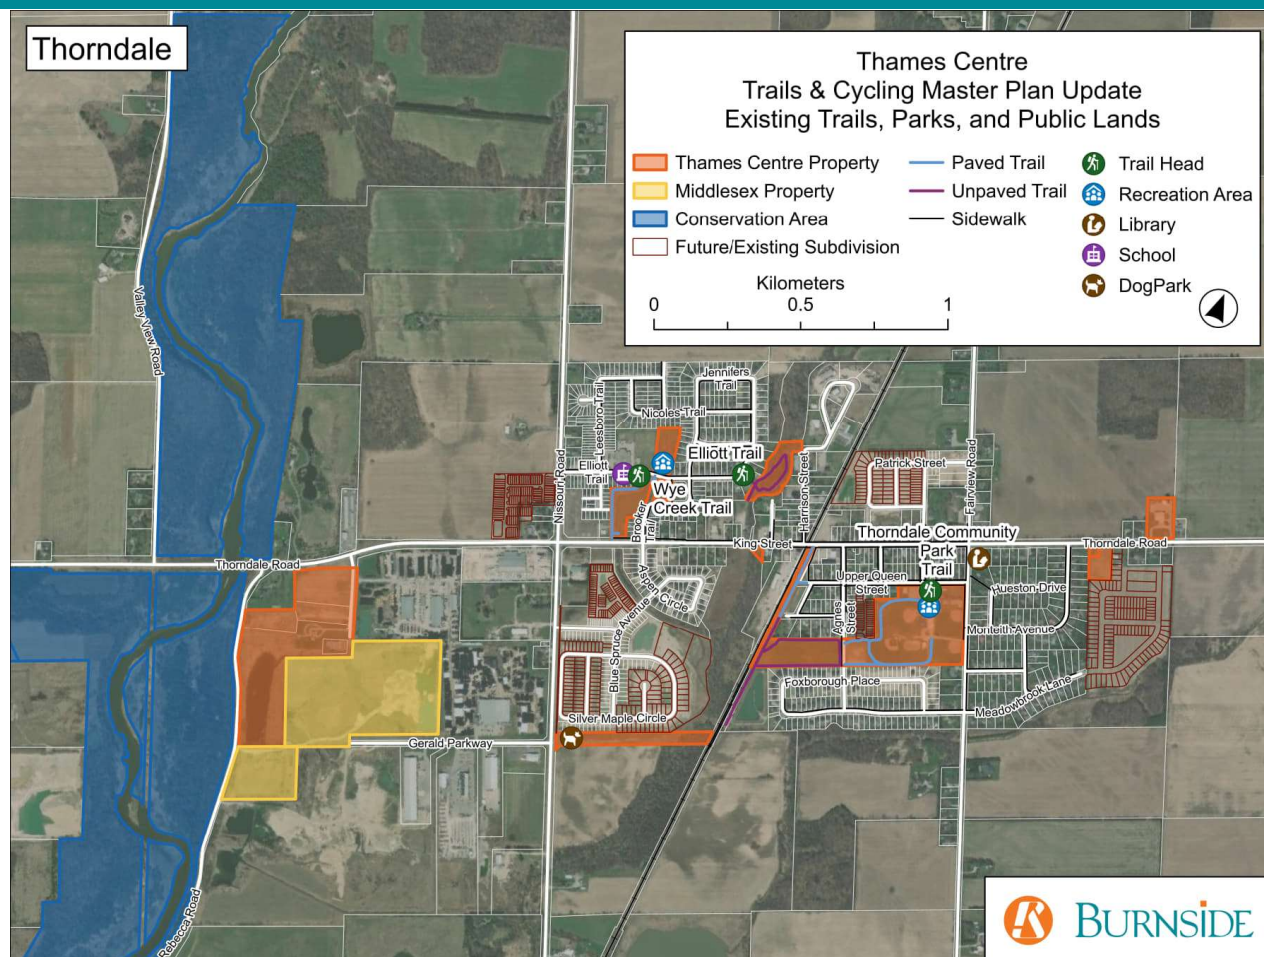 Thorndale
Thames Centre
Trails & Cycling Master Plan Update
Existing Trails, Parks, and Public Lands
Thames Centre Property
Middlesex Property
Conservation Area
Future/Existing Subdivision
Paved Trail
Unpaved Trail
Sidewalk
Trail Head
Recreation Area
Library
School
DogPark
Kilometers
0 0.5 1
Valley View Road
Jennifers
Trail
Leesboro Trail
Nicoles Trail
Elliott Trail
Elliott
Trail
Wye
Creek Trail
Nissouri Road
Brooker
Trail
Harrison Street
Patrick Street
Fairview Road
King Street
Thorndale Community
Park
Trail
Thorndale Road
Thorndale Road
Upper Queen
Street
Hueston Drive
Aspen Circle
Agnes
Street
Monteith Avenue
Blue Spruce Avenue
Foxborough Place
Meadowbrook Lane
Silver Maple Circle
Gerald Parkway
Rebecca Road
BURNSIDE